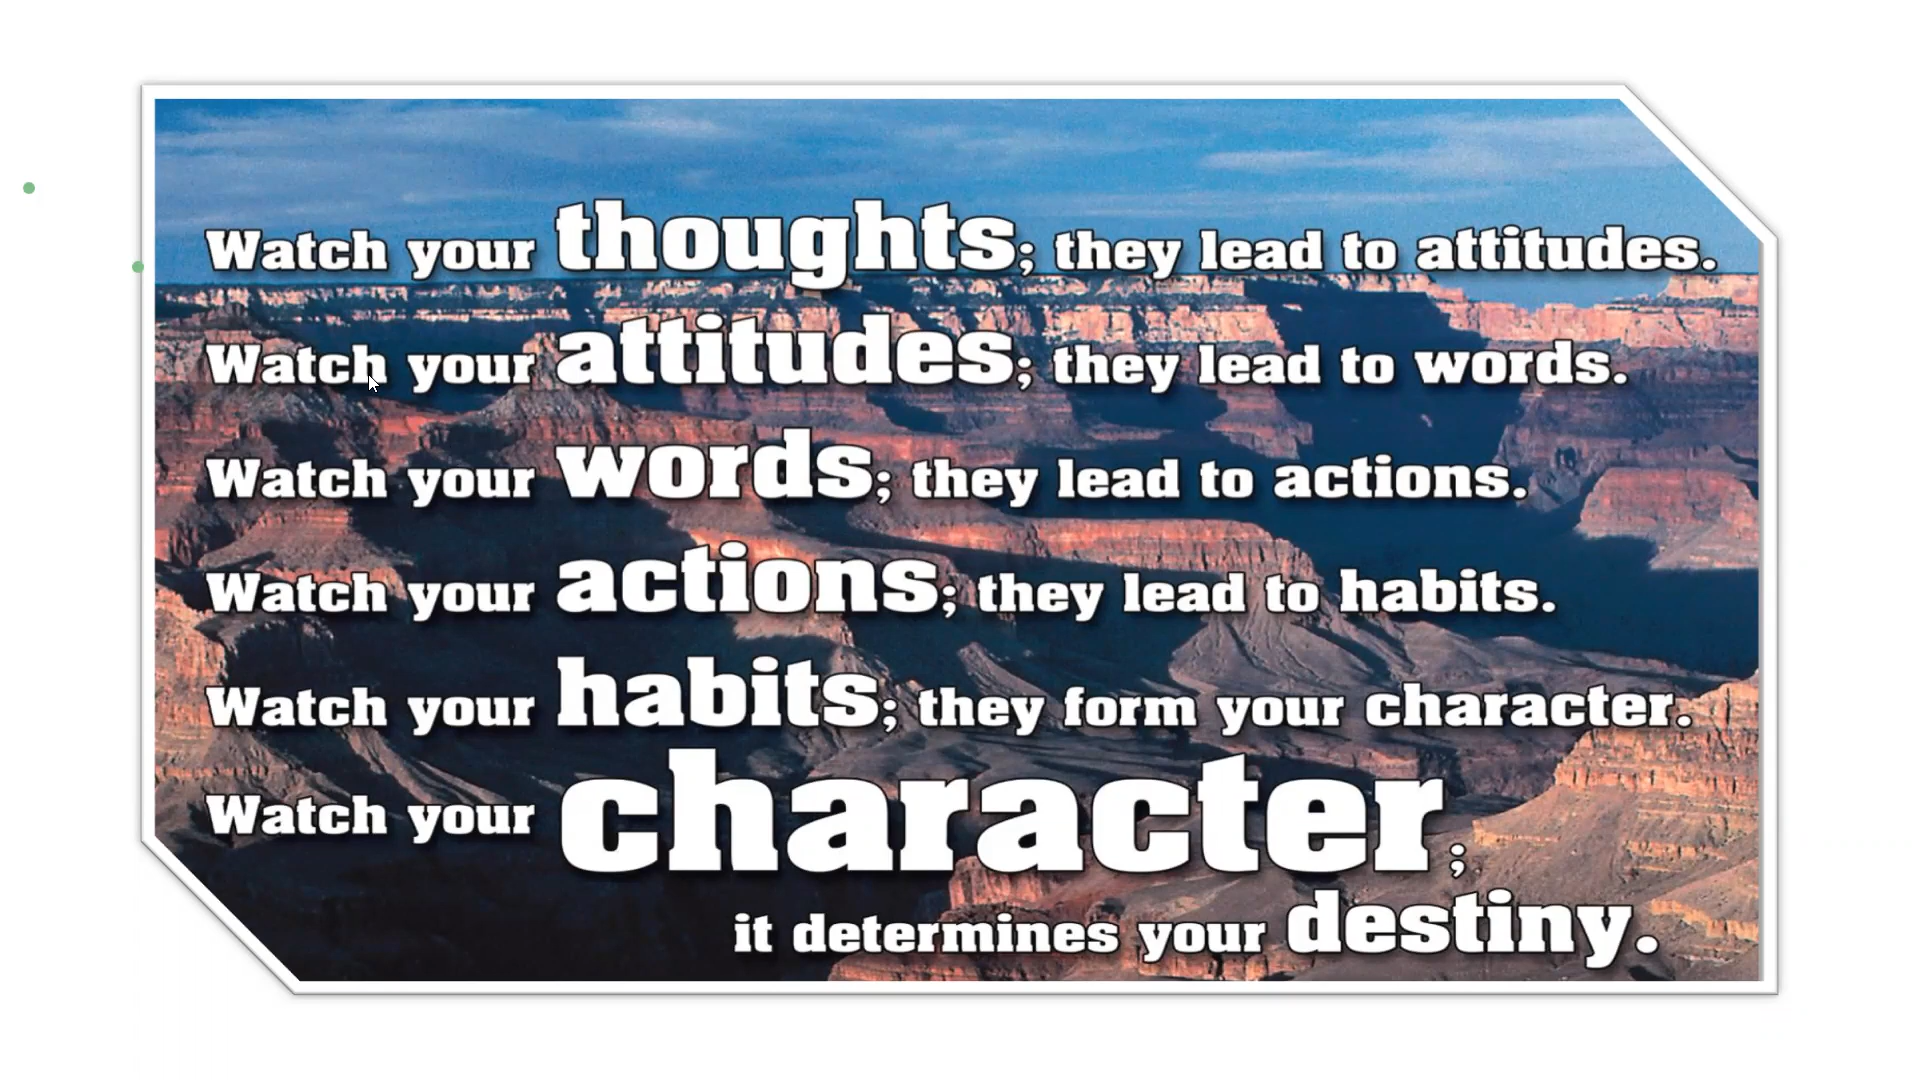 Watch your thoughts; they lead to attitudes.
Watch your attitudes; they lead to words.
Watch your words; they lead to actions.
Watch your actions; they lead to habits.
Watch your habits; they form your character.
Watch your character;
it determines your destiny.